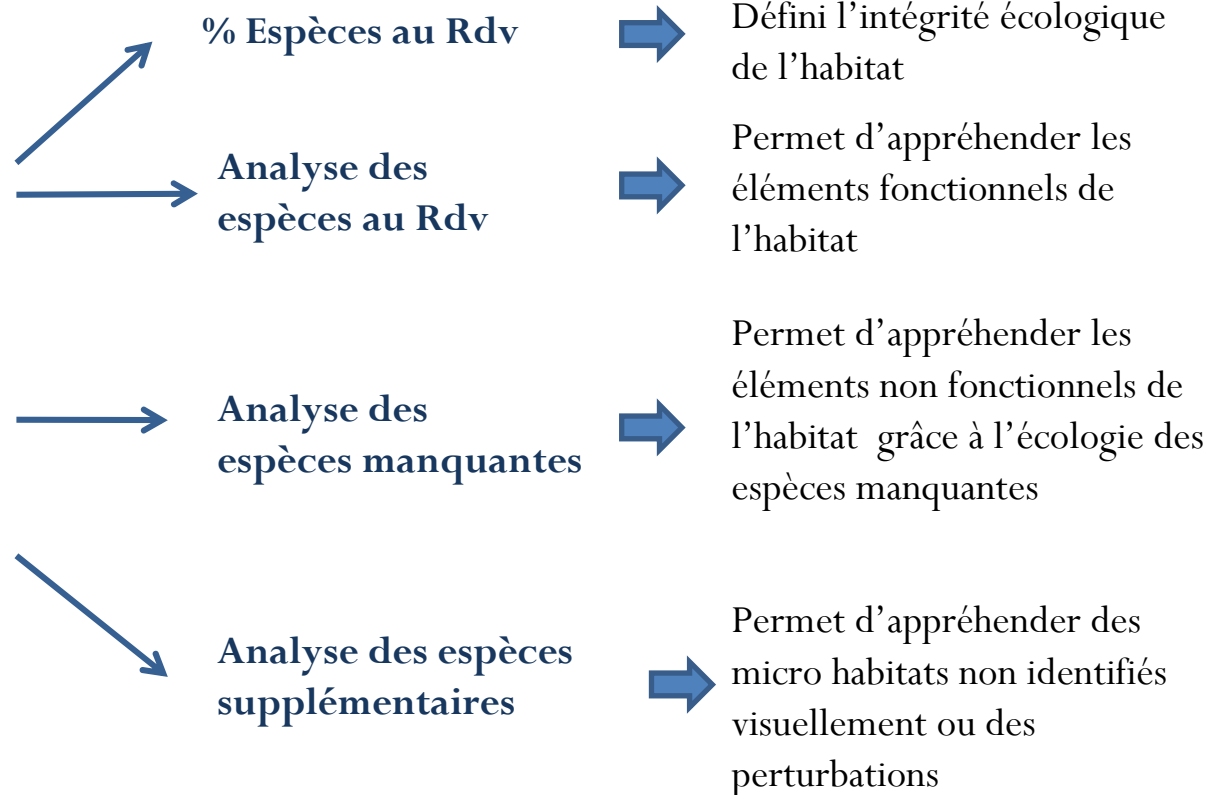 % Espèces au Rdv
Défini l’intégrité écologique
de l’habitat
Analyse des
espèces au Rdv
Permet d’appréhender les
éléments fonctionnels de
l’habitat
Analyse des
espèces manquantes
Permet d’appréhender les
éléments non fonctionnels de
l’habitat grâce à l’écologie des
espèces manquantes
Analyse des espèces
supplémentaires
Permet d’appréhender des
micro habitats non identifiés
visuellement ou des
perturbations